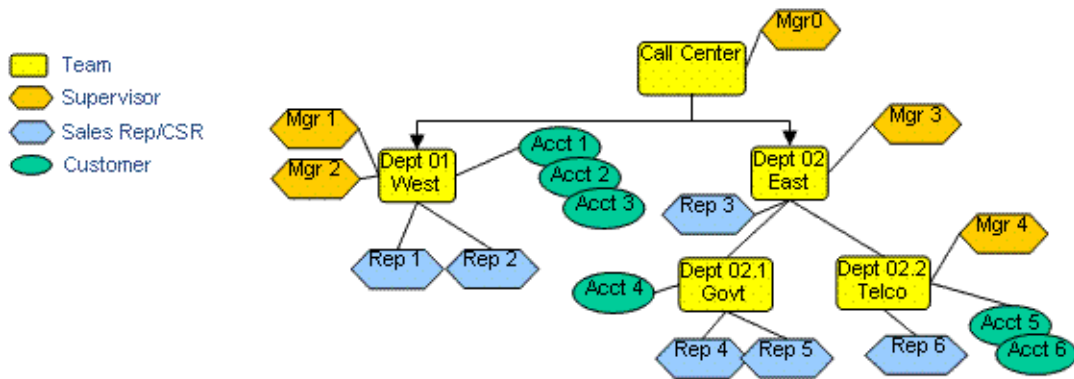 Mgr0
Call Center
Team
Supervisor
Sales Rep/CSR
Customer
Mgr 1
Mgr 2
Dept 01
West
Acct 1
Acct 2
Acct 3
Dept 02
East
Mgr 3
Rep 3
Rep 1
Rep 2
Mgr 4
Acct 4
Dept 02.1
Govt
Dept 02.2
Telco
Acct 5
Acct 6
Rep 4
Rep 5
Rep 6